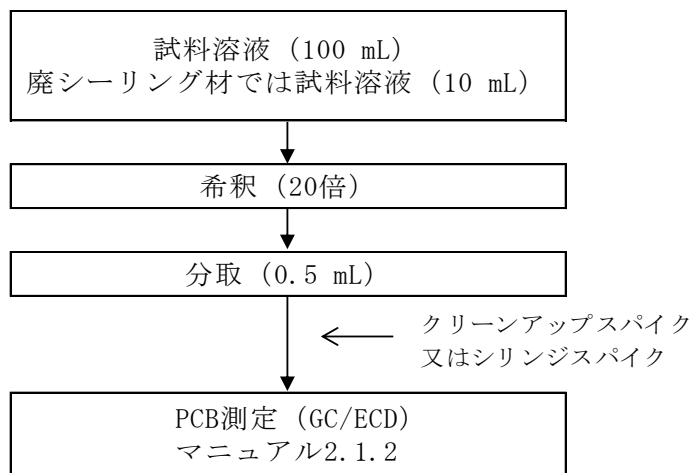 試料溶液 (100 mL)
廃シーリング材では試料溶液 (10 mL)
希釈 (20倍)
分取 (0.5 mL)
クリーンアップスパイク
又はシリンジスパイク
PCB測定 (GC/ECD)
マニュアル2.1.2